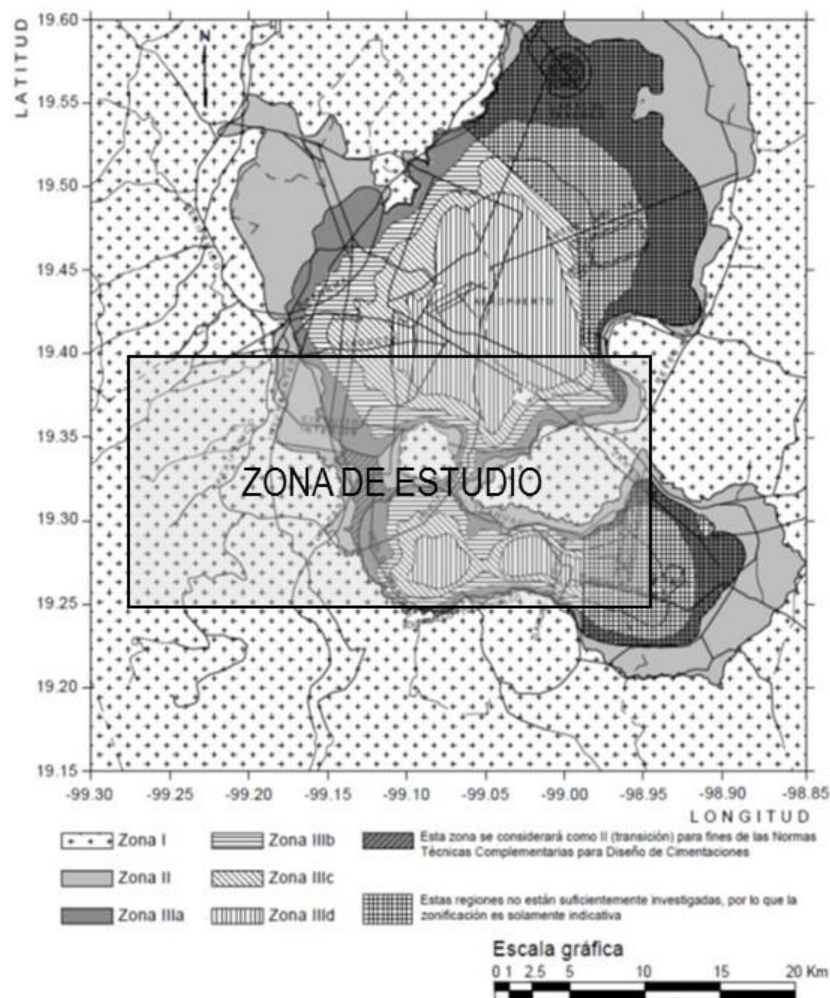 LATITUD
N
19.60
19.55
19.50
19.45
AEROPUERTO
19.40
19.35
ZONA DE ESTUDIO
19.30
19.25
19.20
19.15
-99.30 -99.25 -99.20 -99.15 -99.10 -99.05 -99.00 -98.95 -98.90 -98.85
LONGITUD
Zona I
Zona II
Zona IIIa
Zona IIIb
Zona IIIc
Zona IIId
Esta zona se considerará como II (transición) para fines de las Normas
Técnicas Complementarias para Diseño de Cimentaciones
Estas regiones no están suficientemente investigadas, por lo que la
zonificación es solamente indicativa
Escala gráfica
0 1 2.5 5 10 15 20 Km